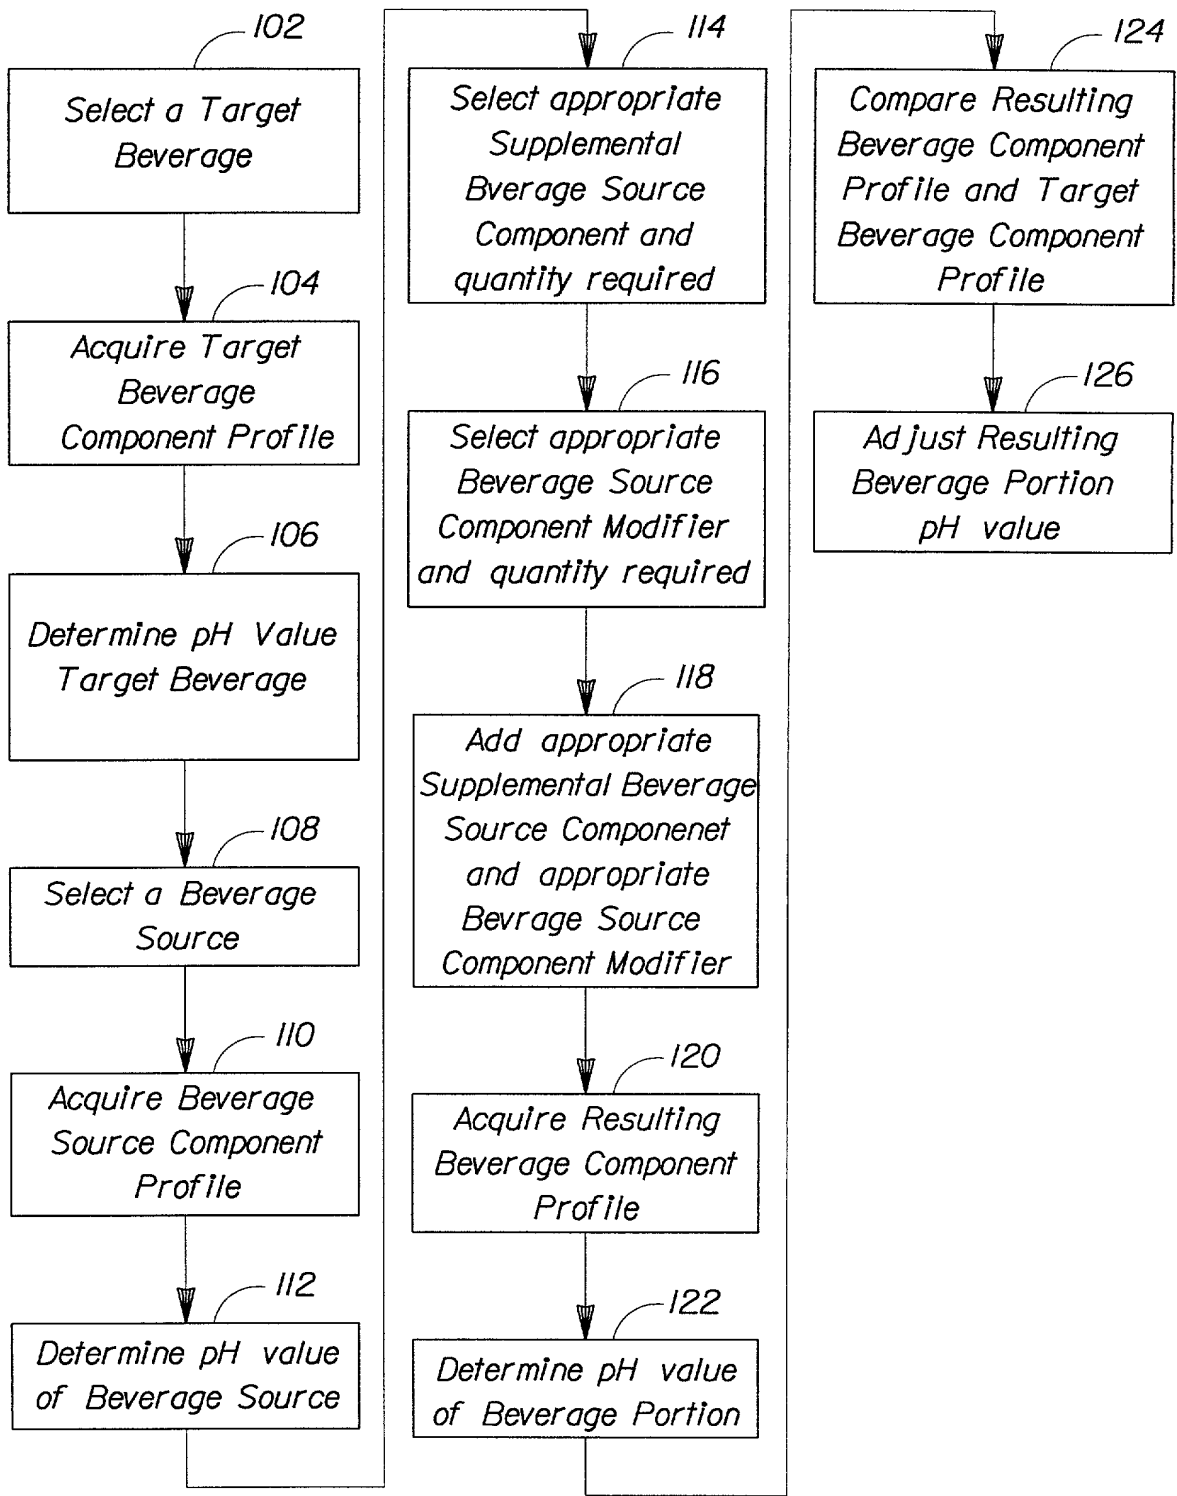 102
Select a Target
Beverage
104
Acquire Target
Beverage
Component Profile
106
Determine pH Value
Target Beverage
108
Select a Beverage
Source
110
Acquire Beverage
Source Component
Profile
112
Determine pH value
of Beverage Source
114
Select appropriate
Supplemental
Bverage Source
Component and
quantity required
116
Select appropriate
Beverage Source
Component Modifier
and quantity required
118
Add appropriate
Supplemental Beverage
Source Componenet
and appropriate
Bevrage Source
Component Modifier
120
Acquire Resulting
Beverage Component
Profile
122
Determine pH value
of Beverage Portion
124
Compare Resulting
Beverage Component
Profile and Target
Beverage Component
Profile
126
Adjust Resulting
Beverage Portion
pH value